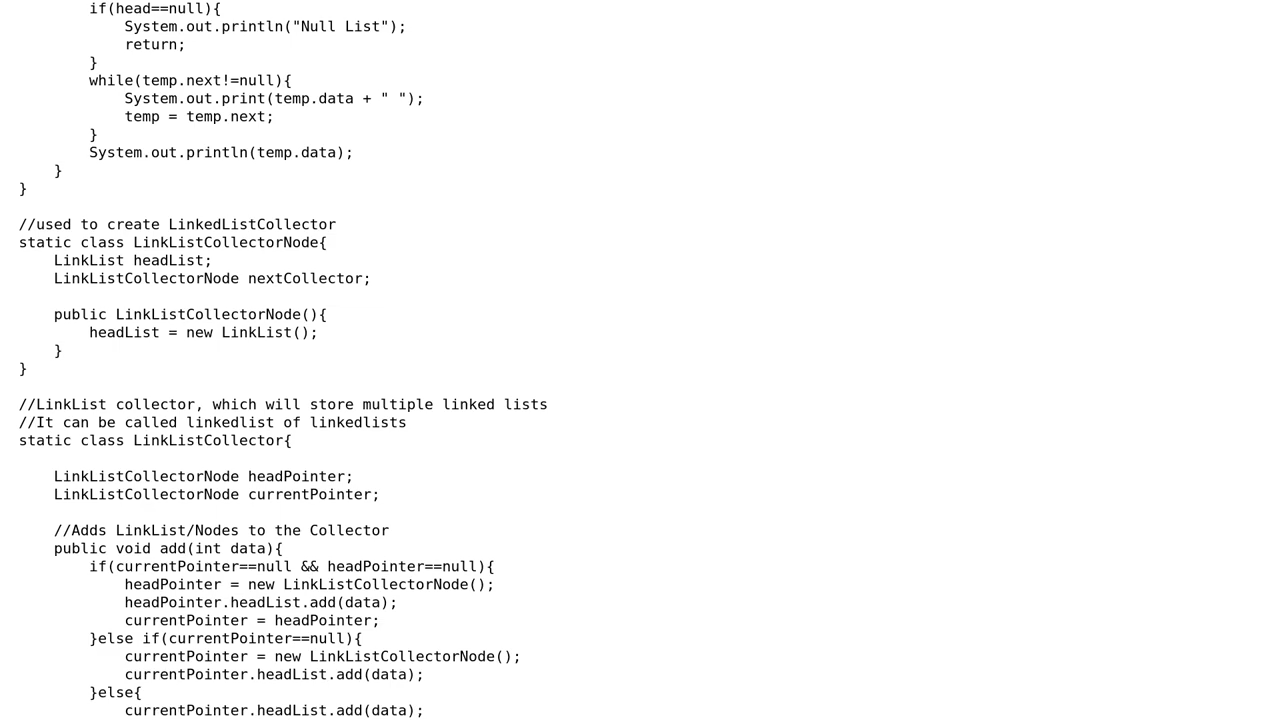 if(head==null){
System.out.println("Null List");
return;
}
while(temp.next!=null){
System.out.print(temp.data + " ");
temp = temp.next;
}
System.out.println(temp.data);
}
}
//used to create LinkedListCollector
static class LinkListCollectorNode{
LinkList headList;
LinkListCollectorNode nextCollector;
public LinkListCollectorNode(){
headList = new LinkList();
}
}
//LinkList collector, which will store multiple linked lists
//It can be called linkedlist of linkedlists
static class LinkListCollector{
LinkListCollectorNode headPointer;
LinkListCollectorNode currentPointer;
//Adds LinkList/Nodes to the Collector
public void add(int data){
if(currentPointer==null && headPointer==null){
headPointer = new LinkListCollectorNode();
headPointer.headList.add(data);
currentPointer = headPointer;
}else if(currentPointer==null){
currentPointer = new LinkListCollectorNode();
currentPointer.headList.add(data);
}else{
currentPointer.headList.add(data);